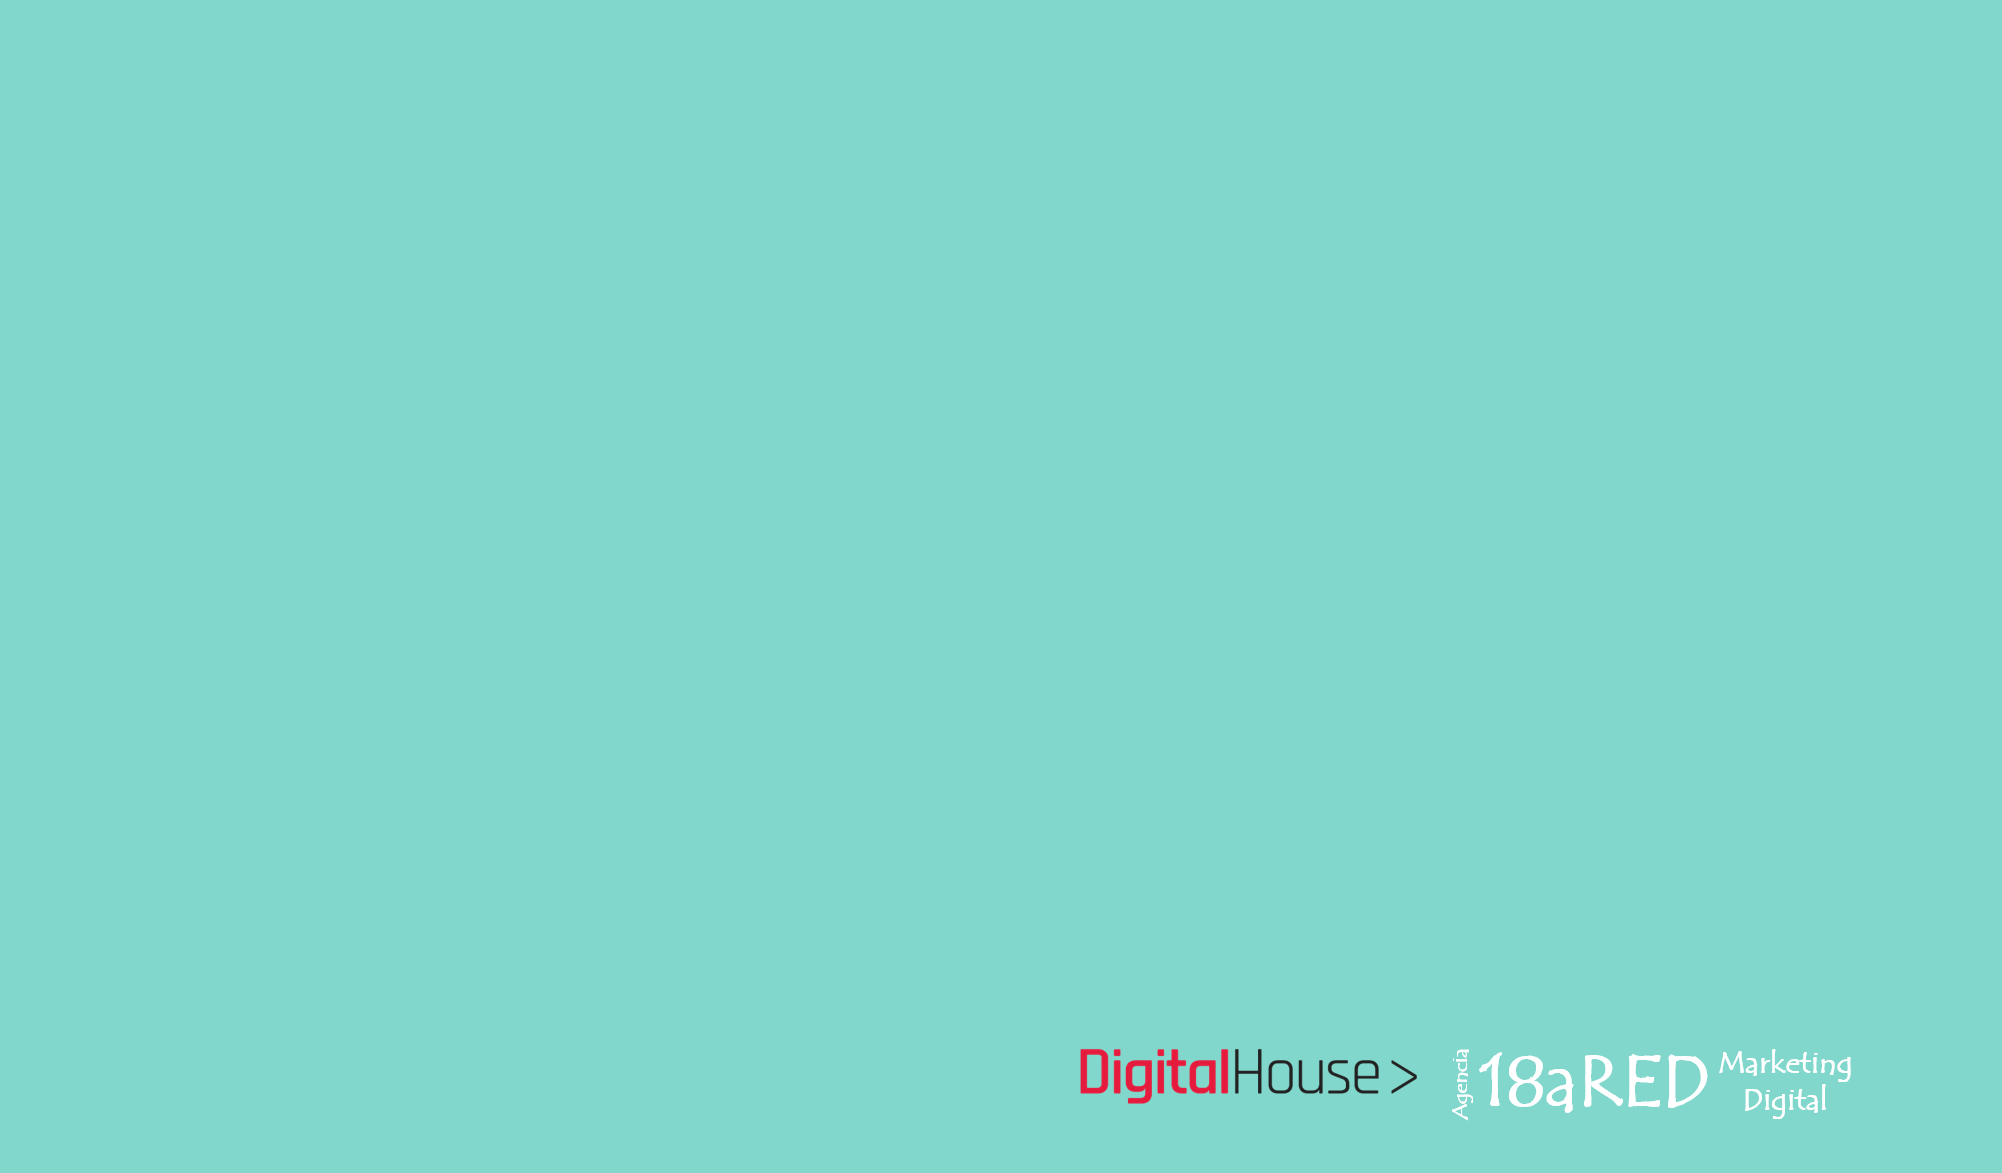 DigitalHouse >
Agencia
18aRED
Marketing
Digital